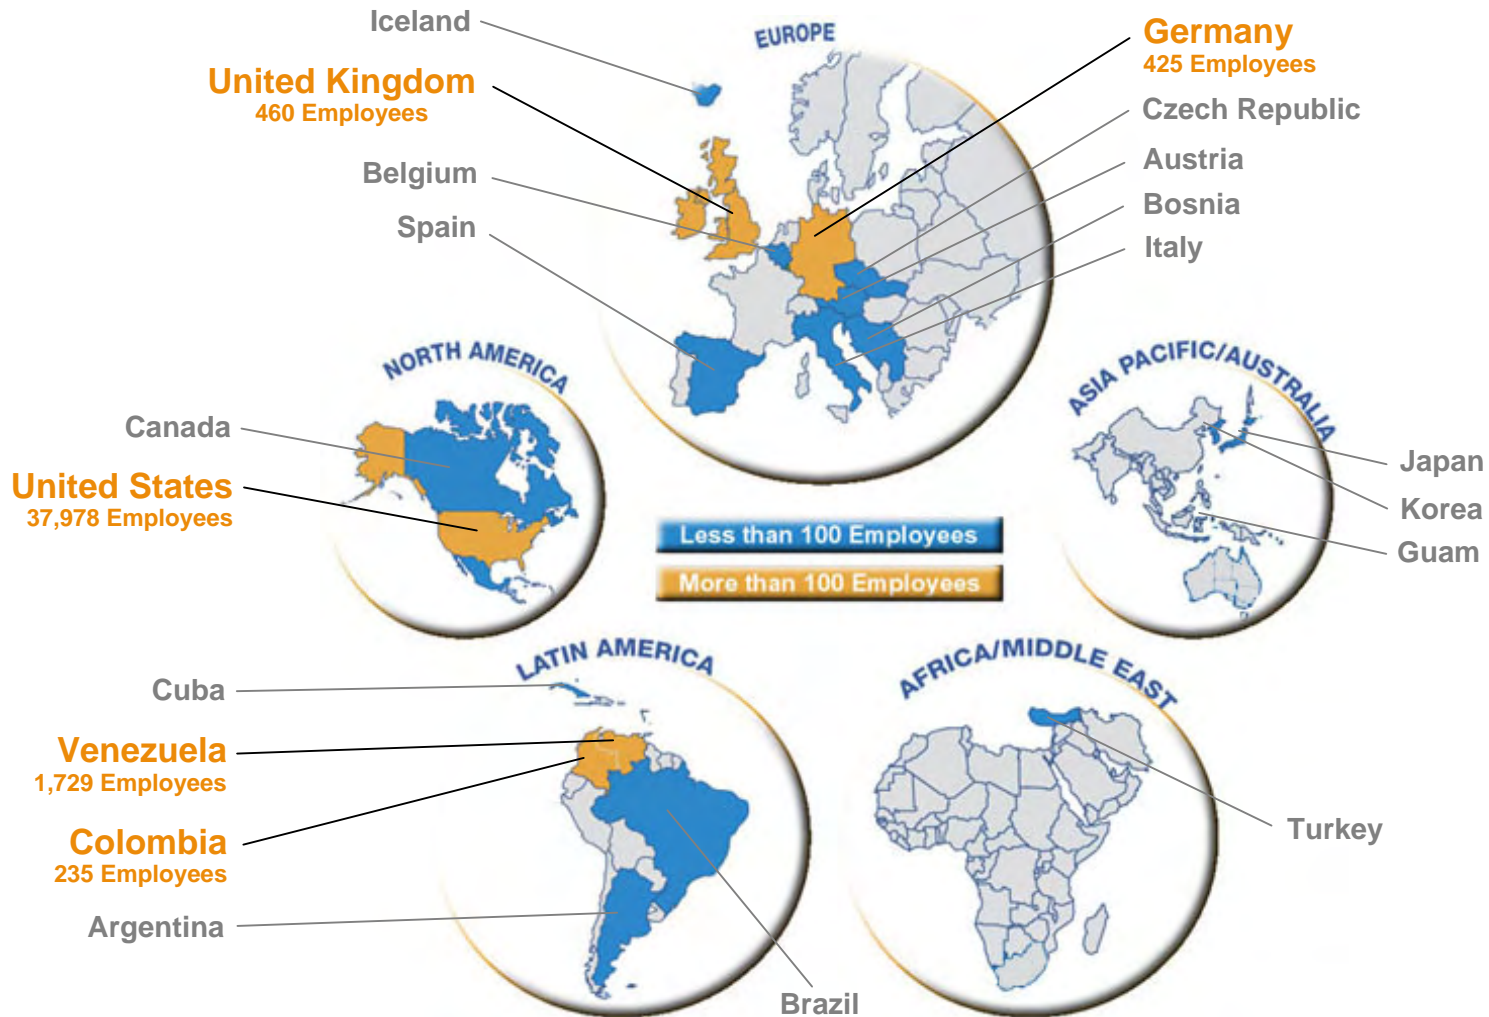 Iceland
EUROPE
Germany
425 Employees
United Kingdom
460 Employees
Czech Republic
Belgium
Austria
Spain
Bosnia
Italy
NORTH AMERICA
Canada
United States
37,978 Employees
ASIA PACIFIC/AUSTRALIA
Japan
Korea
Guam
Less than 100 Employees
More than 100 Employees
LATIN AMERICA
Cuba
Venezuela
1,729 Employees
Colombia
235 Employees
Argentina
Brazil
AFRICA/MIDDLE EAST
Turkey